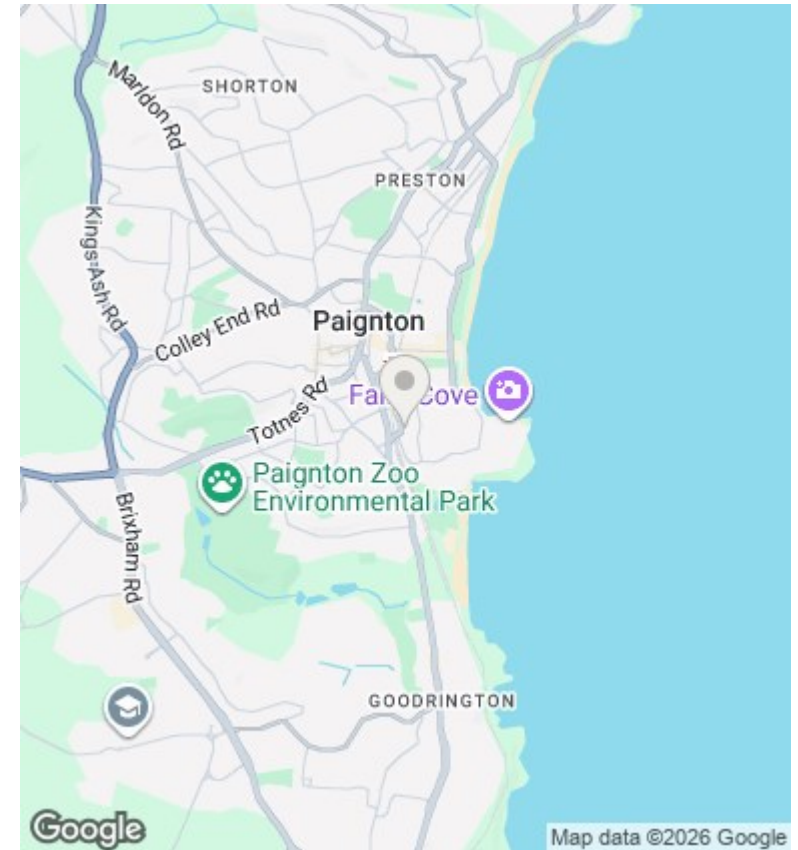 SHORTON
Marldon Rd
PRESTON
Kings Ash Rd
Colley End Rd
Paignton
Totnes Rd
Cove
Paignton Zoo
Environmental Park
Brixham Rd
GOODRINGTON
Google
Map data ©2026 Google